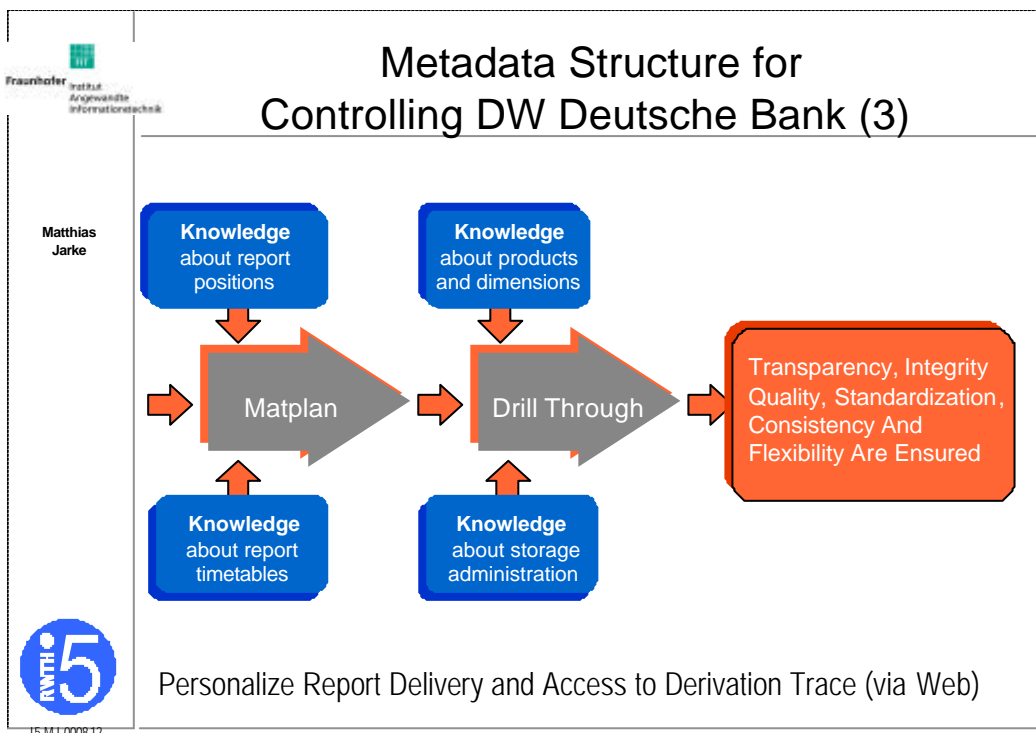 Fraunhofer
Institut
Angewandte
Informationstechnik
Metadata Structure for
Controlling DW Deutsche Bank (3)
Matthias
Jarke
Knowledge
about report
positions
Knowledge
about products
and dimensions
Matplan
Drill Through
Transparency, Integrity
Quality, Standardization,
Consistency And
Flexibility Are Ensured
Knowledge
about report
timetables
Knowledge
about storage
administration
RWTH i5
Personalize Report Delivery and Access to Derivation Trace (via Web)